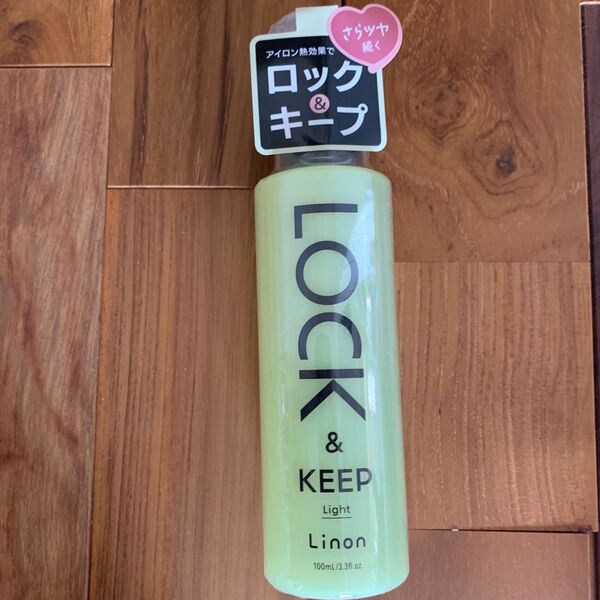 さらツヤ
続く
アイロン熱効果で
ロック
&
キープ
LOCK
&
KEEP
Light
Linon
100mL/3.3fl.oz.